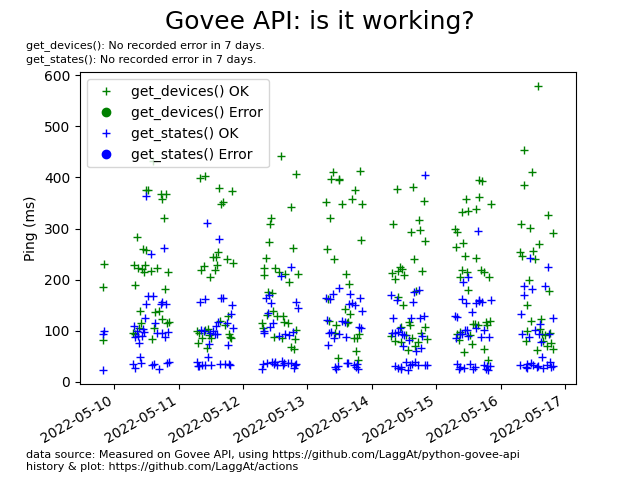 Govee API: is it working?
get_devices(): No recorded error in 7 days.
get_states(): No recorded error in 7 days.
600
500
400
300
200
100
0
Ping (ms)
get_devices() OK
get_devices() Error
get_states() OK
get_states() Error
2022-05-10
2022-05-11
2022-05-12
2022-05-13
2022-05-14
2022-05-15
2022-05-16
2022-05-17
data source: Measured on Govee API, using https://github.com/LaggAt/python-govee-api
history & plot: https://github.com/LaggAt/actions